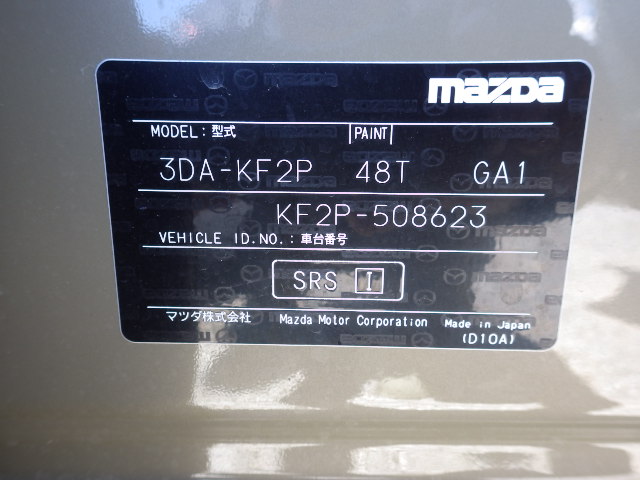 mazda
MODEL: 型式 PAINT
3DA-KF2P 48T GA1
KF2P-508623
VEHICLE ID.NO.: 車台番号
SRS I
マツダ株式会社 Mazda Motor Corporation Made in Japan
(D10A)